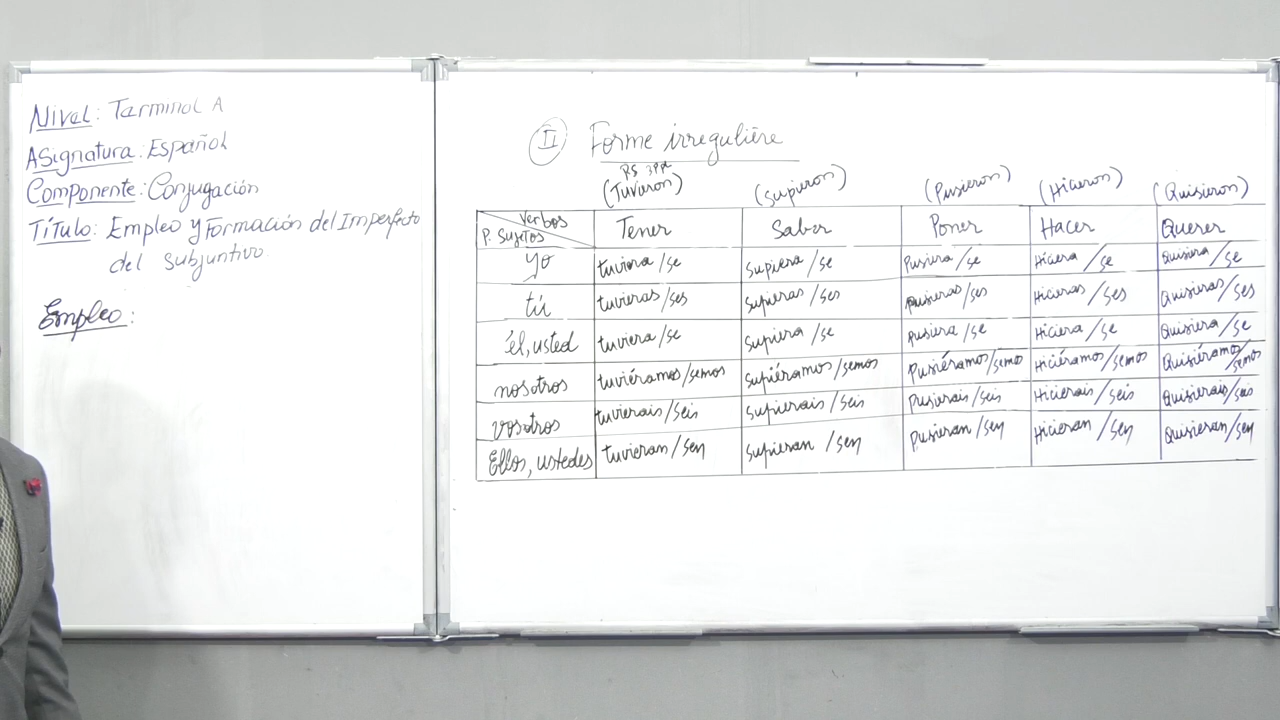 Nivel: Terminal A
Asignatura: Español
Componente: Conjugación
Título: Empleo y Formación del Imperfecto
del subjuntivo.
Empleo:
II Forme irregulière
PS 3PPL
(Tuvieron) (Supieron) (Pusieron) (Hicieron) (Quisieron)
Verbos
P. Sujetos Tener Saber Poner Hacer Querer
Yo tuviera/se supiera/se Pusiera/se Hiciera/se Quisiera/se
tú tuvieras/ses supieras/ses pusieras/ses Hicieras/ses Quisieras/ses
él, usted tuviera/se supiera/se pusiera/se Hiciera/se Quisiera/se
nosotros tuviéramos/semos supiéramos/semos Pusiéramos/semos Hiciéramos/semos Quisiéramos/semos
vosotros tuvierais/seis supierais/seis Pusierais/seis Hicierais/seis Quisierais/seis
Ellos, ustedes tuvieran/sen supieran/sen Pusieran/sen Hicieran/sen Quisieran/sen